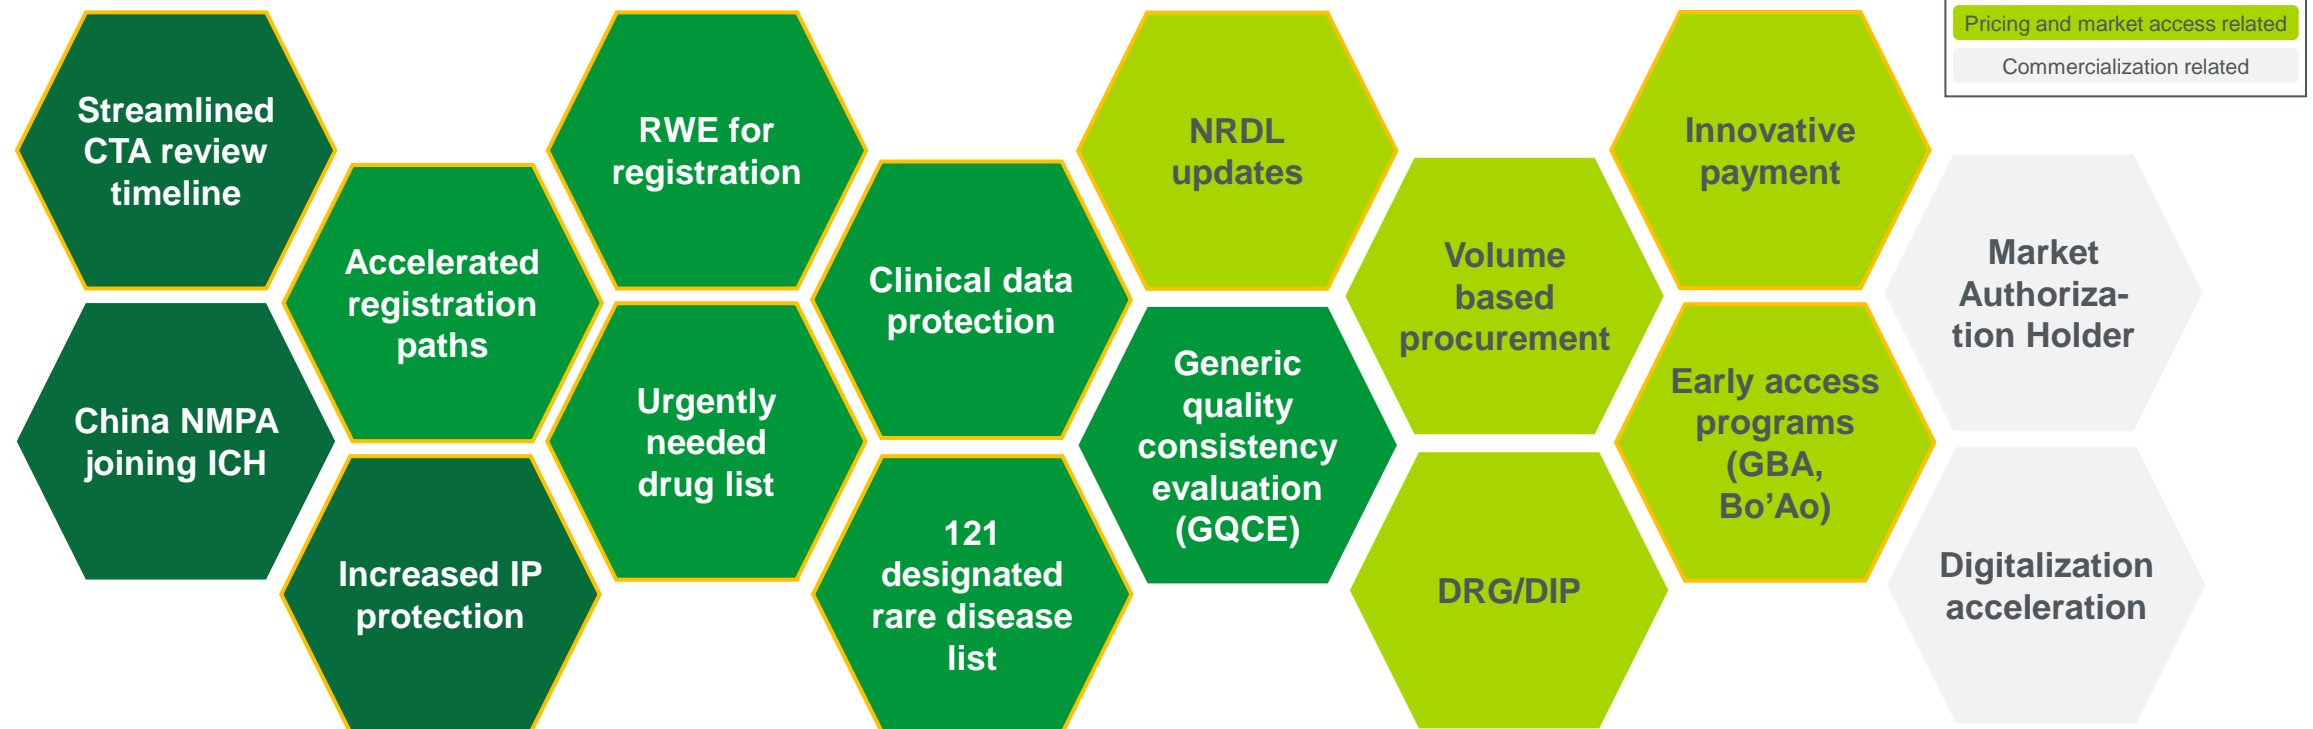 Pricing and market access related
Commercialization related
Streamlined
CTA review
timeline
China NMPA
joining ICH
Accelerated
registration
paths
Increased IP
protection
RWE for
registration
Urgently
needed
drug list
Clinical data
protection
121
designated
rare disease
list
NRDL
updates
Generic
quality
consistency
evaluation
(GQCE)
Volume
based
procurement
DRG/DIP
Innovative
payment
Early access
programs
(GBA,
Bo’Ao)
Market
Authoriza-
tion Holder
Digitalization
acceleration